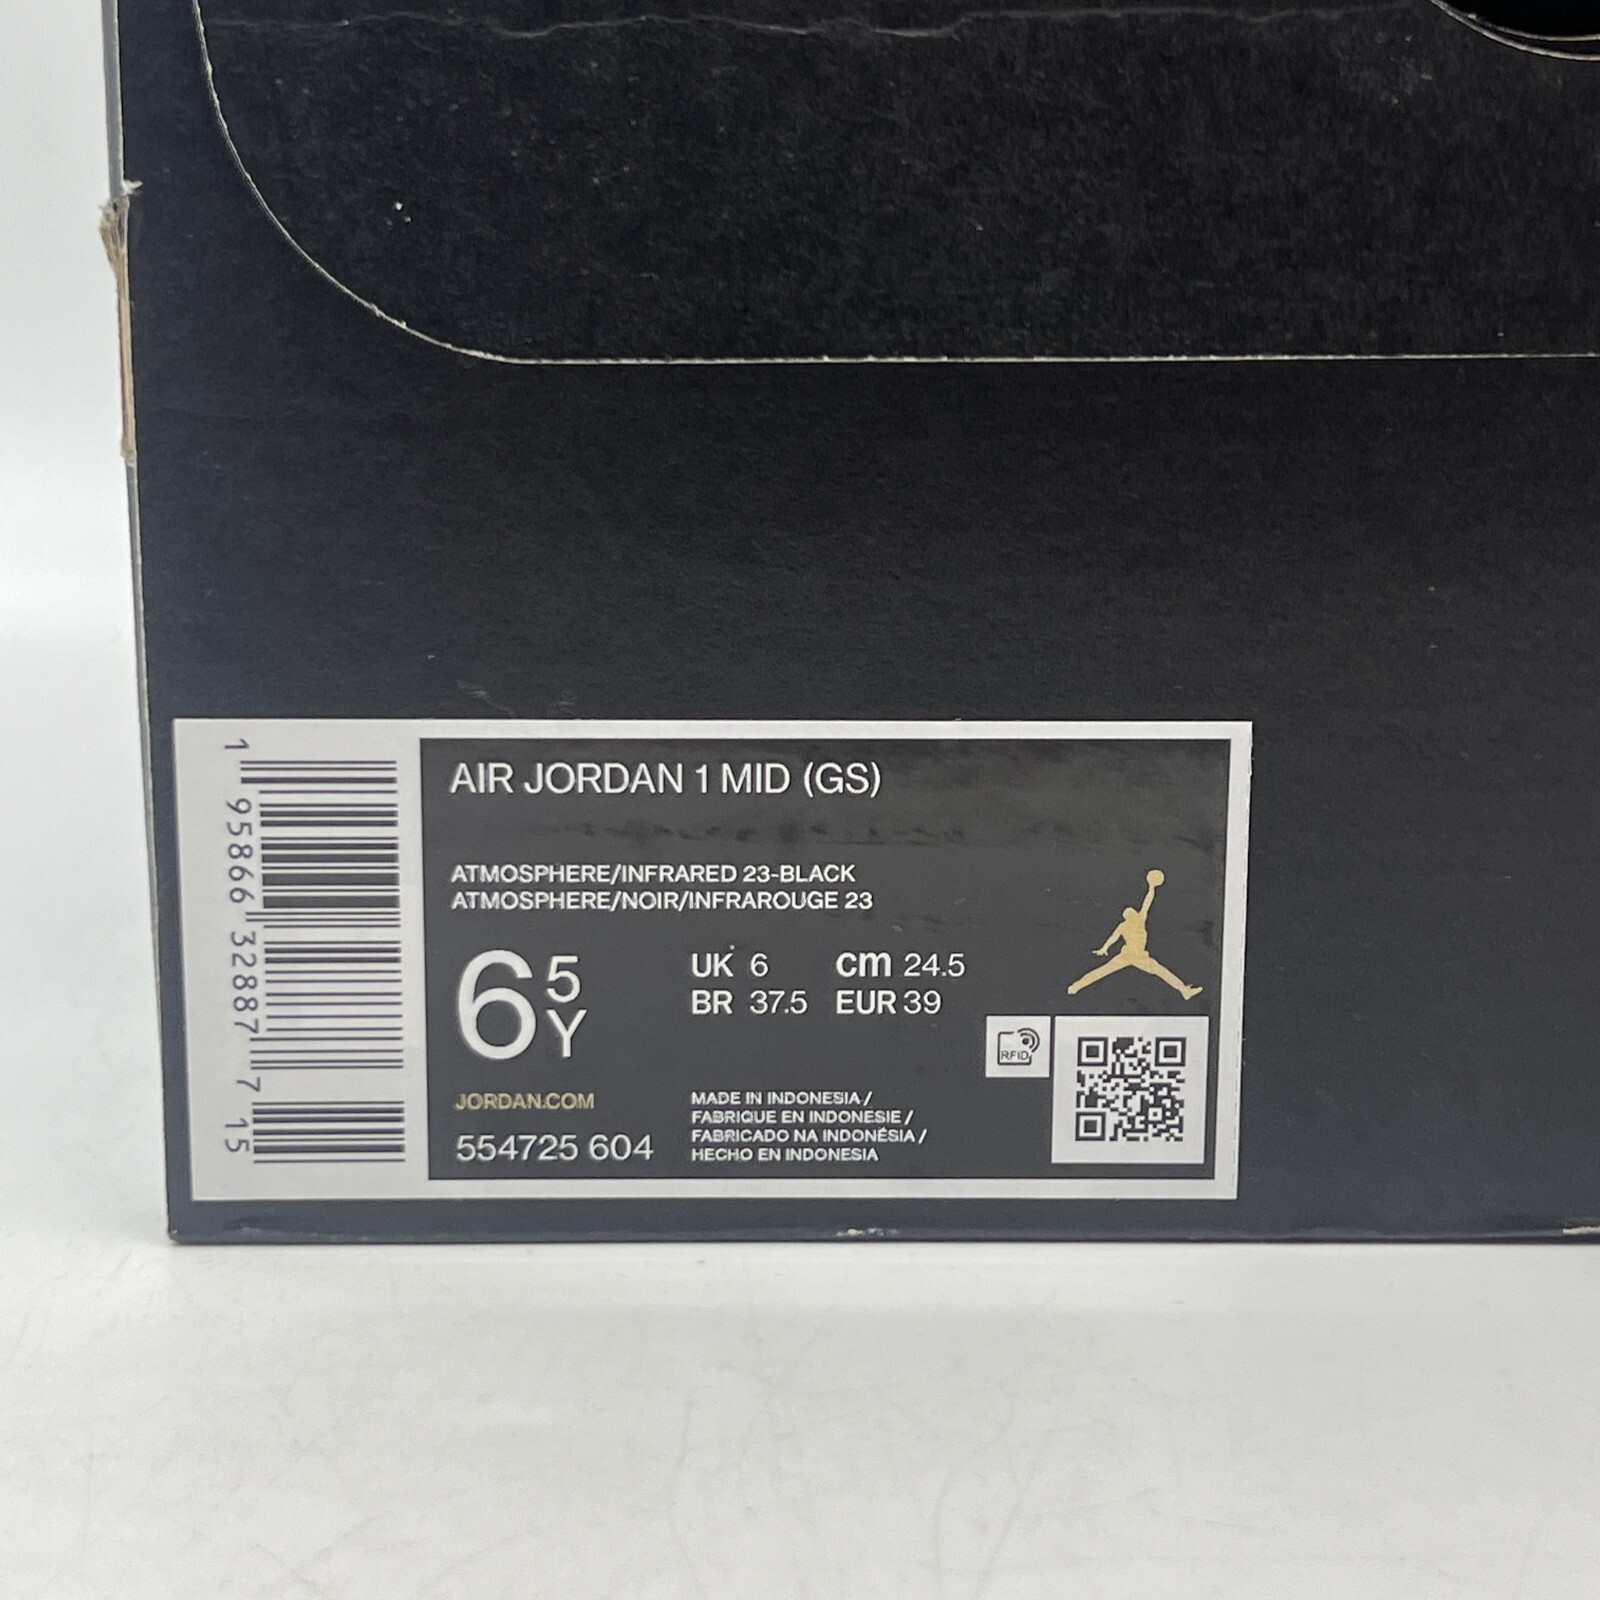 AIR JORDAN 1 MID (GS)
ATMOSPHERE/INFRARED 23-BLACK
ATMOSPHERE/NOIR/INFRAROUGE 23
6 5 Y
UK 6 cm 24.5
BR 37.5 EUR 39
RFID
JORDAN.COM
554725 604
MADE IN INDONESIA /
FABRIQUE EN INDONESIE /
FABRICADO NA INDONÉSIA /
HECHO EN INDONESIA
1 95866 32887 7 15